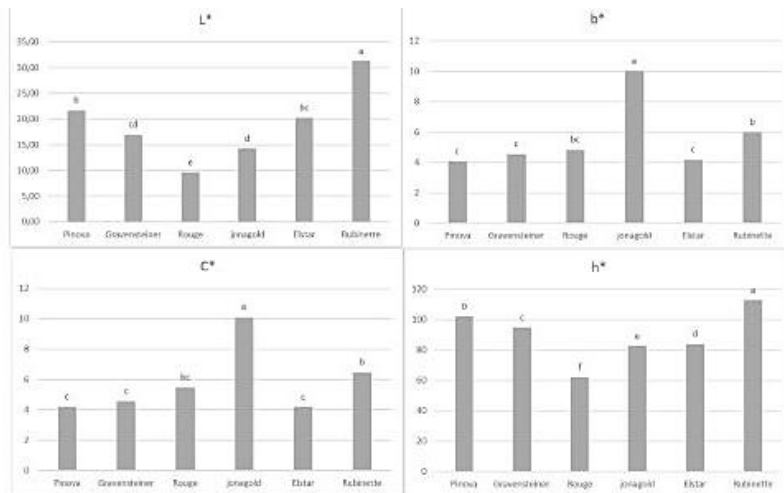 L*
35,00
30,00
25,00
20,00
15,00
10,00
5,00
0,00
b
cd
e
d
bc
a
Pinova Gravensteiner Rouge Jonagold Elstar Rubinette
b*
12
10
8
6
4
2
0
c
c
bc
a
c
b
Pinova Gravensteiner Rouge Jonagold Elstar Rubinette
C*
12
10
8
6
4
2
0
c
c
bc
a
c
b
Pinova Gravensteiner Rouge Jonagold Elstar Rubinette
h*
120
100
80
60
40
20
0
b
c
f
e
d
a
Pinova Gravensteiner Rouge Jonagold Elstar Rubinette